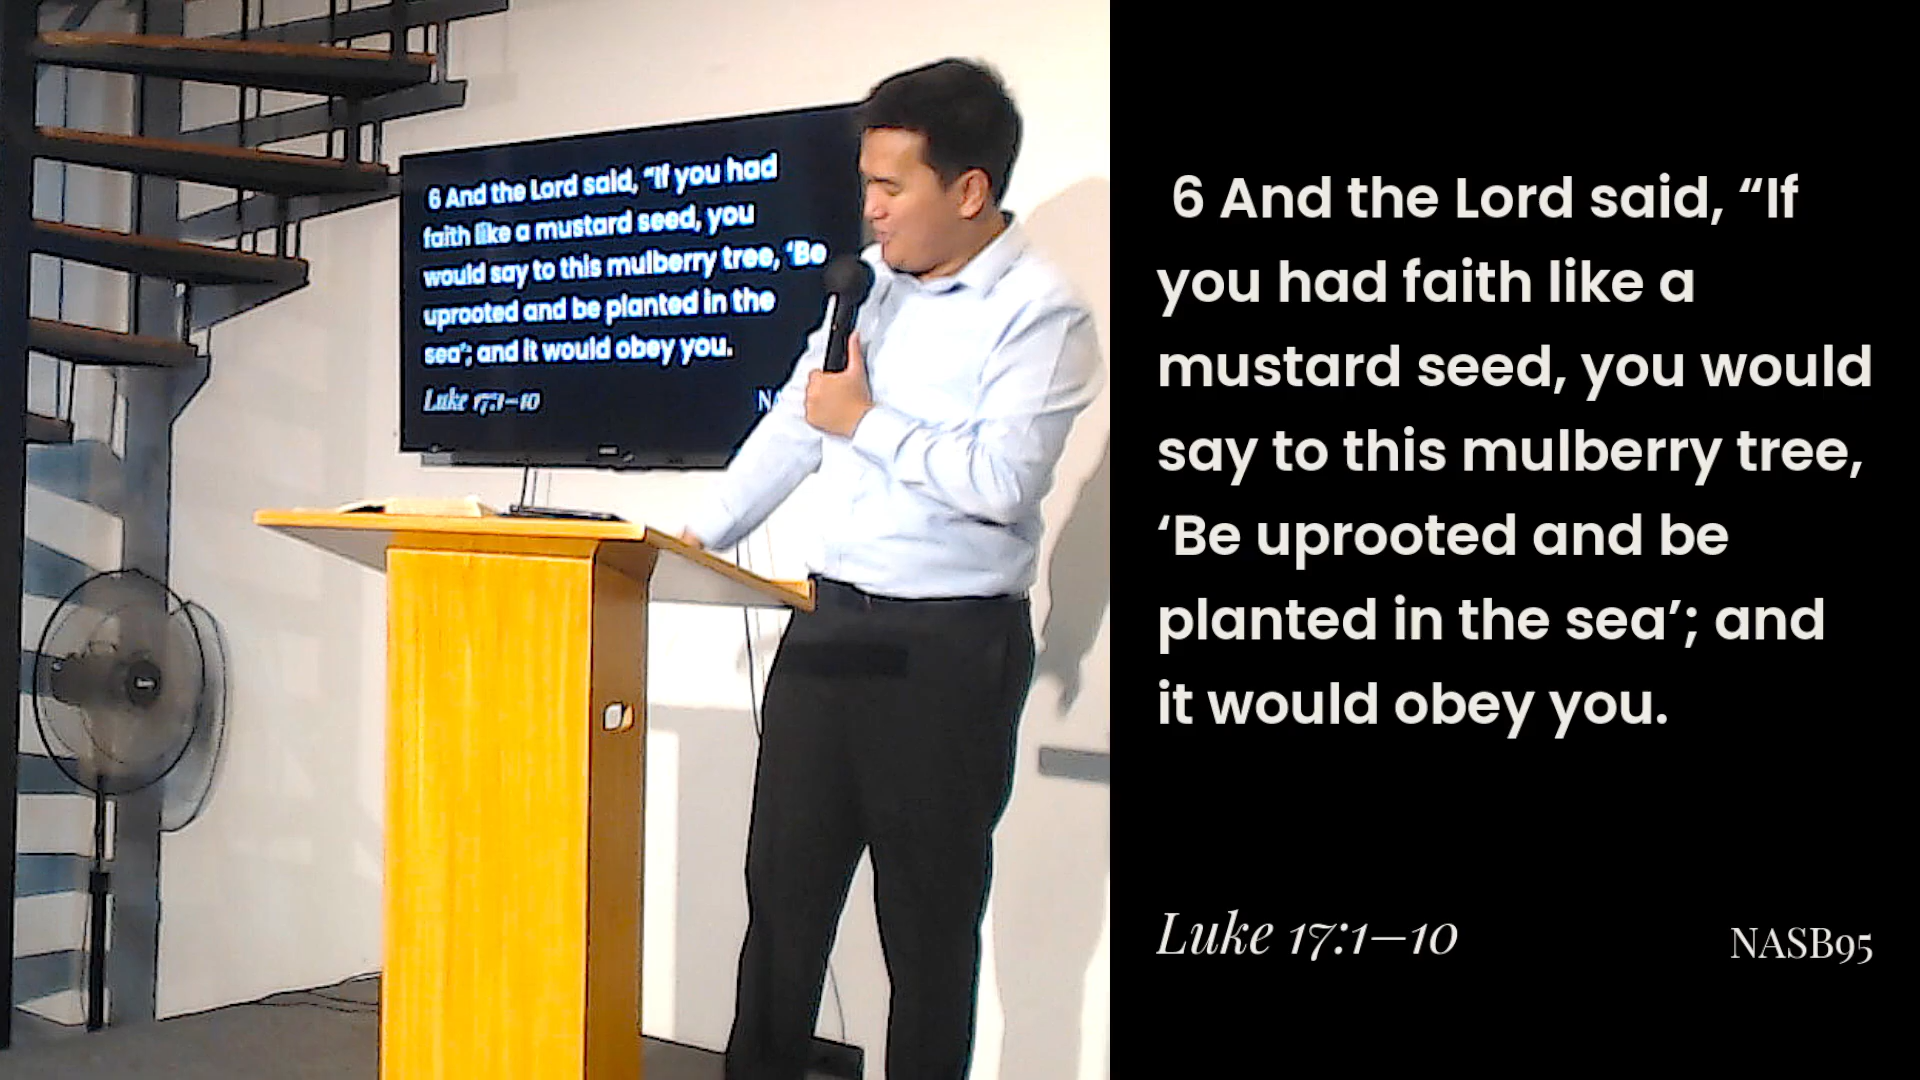 6 And the Lord said, “If you had
faith like a mustard seed, you
would say to this mulberry tree, ‘Be
uprooted and be planted in the
sea’; and it would obey you.
Luke 17:1–10
6 And the Lord said, “If
you had faith like a
mustard seed, you would
say to this mulberry tree,
‘Be uprooted and be
planted in the sea’; and
it would obey you.
Luke 17:1–10
NASB95